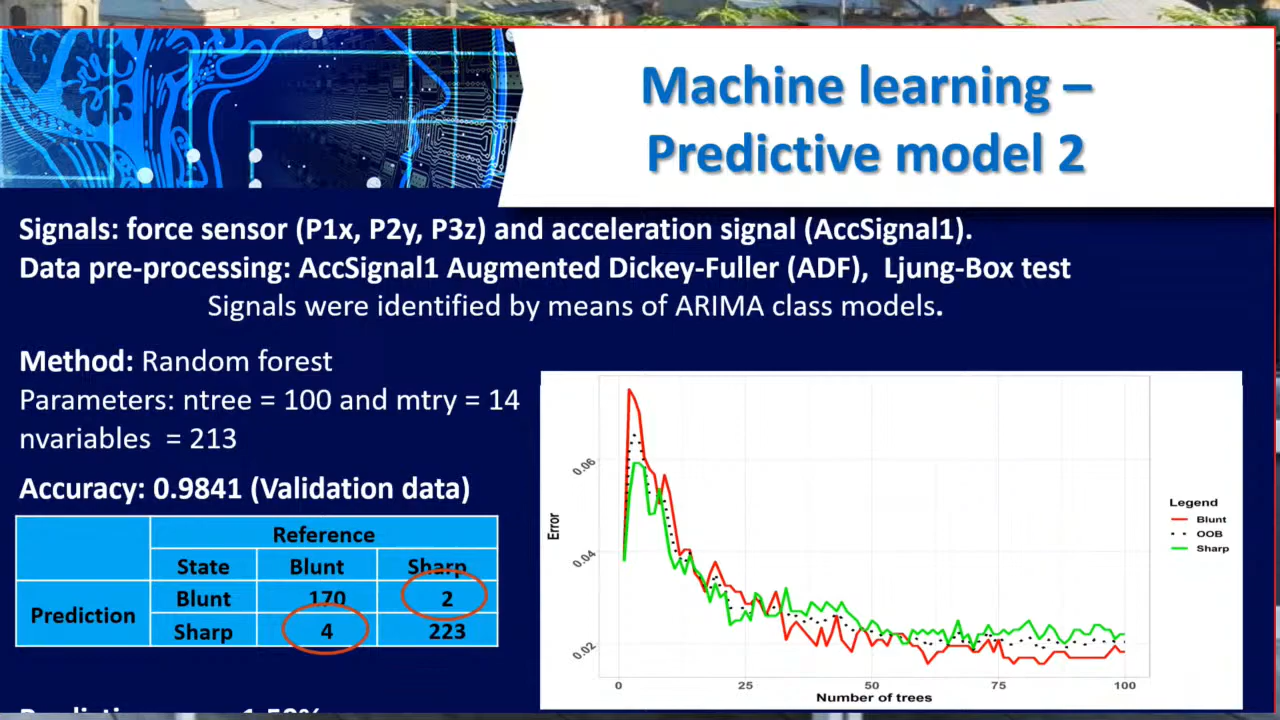 Machine learning –
Predictive model 2
Signals: force sensor (P1x, P2y, P3z) and acceleration signal (AccSignal1).
Data pre-processing: AccSignal1 Augmented Dickey-Fuller (ADF), Ljung-Box test
Signals were identified by means of ARIMA class models.
Method: Random forest
Parameters: ntree = 100 and mtry = 14
nvariables = 213
Accuracy: 0.9841 (Validation data)
Reference
State Blunt Sharp
Prediction
Blunt 170 2
Sharp 4 223
Error
0.06
0.04
0.02
0 25 50 75 100
Number of trees
Legend
Blunt
OOB
Sharp